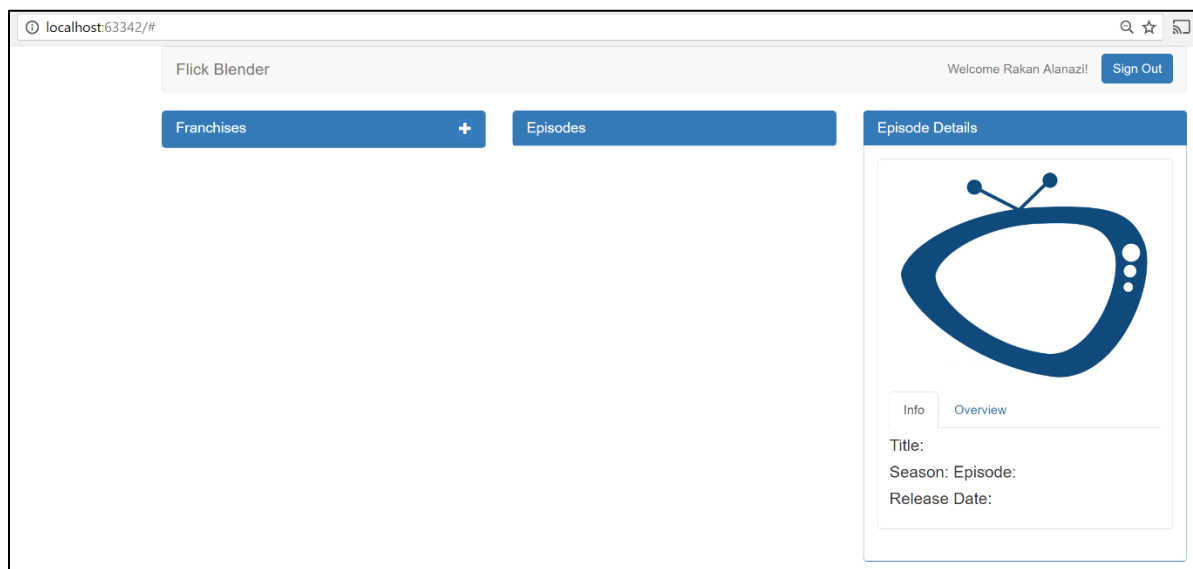 localhost:63342/#
Flick Blender
Welcome Rakan Alanazi!
Sign Out
Franchises
Episodes
Episode Details
Info
Overview
Title:
Season: Episode:
Release Date: